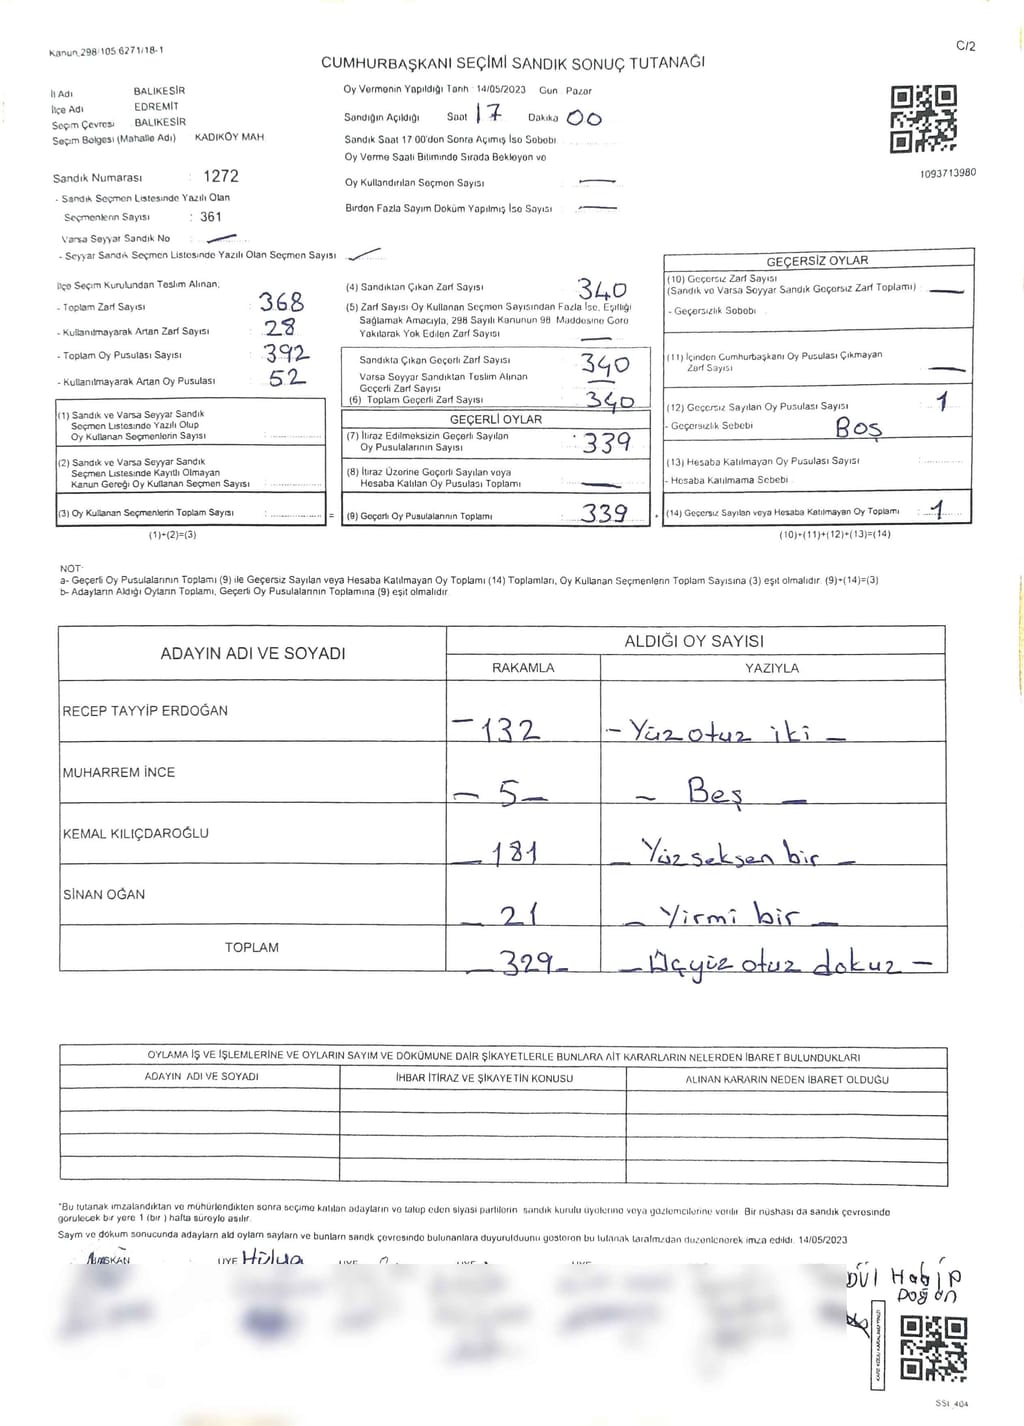 Kanun.298/105 6271/18-1
C/2
CUMHURBAŞKANI SEÇİMİ SANDIK SONUÇ TUTANAĞI
İl Adı BALIKESİR
İlçe Adı EDREMİT
Seçim Çevresi BALIKESİR
Seçim Bölgesi (Mahalle Adı) KADIKÖY MAH.
Sandık Numarası : 1272
- Sandık Seçmen Listesinde Yazılı Olan
Seçmenlerin Sayısı : 361
Varsa Seyyar Sandık No : —
- Seyyar Sandık Seçmen Listesinde Yazılı Olan Seçmen Sayısı —
Oy Vermenin Yapıldığı Tarih 14/05/2023 Gün Pazar
Sandığın Açıldığı Saat 17 Dakika 00
Sandık Saat 17 00'den Sonra Açımış İse Sebebi
Oy Verme Saati Bitiminde Sırada Bekleyen ve
Oy Kullandırılan Seçmen Sayısı : —
Birden Fazla Sayım Döküm Yapılmış İse Sayısı : —
1093713980
İlçe Seçim Kurulundan Teslim Alınan;
- Toplam Zarf Sayısı : 368
- Kullanılmayarak Artan Zarf Sayısı : 28
- Toplam Oy Pusulası Sayısı : 392
- Kullanılmayarak Artan Oy Pusulası : 52
(1) Sandık ve Varsa Seyyar Sandık
Seçmen Listesinde Yazılı Olup
Oy Kullanan Seçmenlerin Sayısı :
(2) Sandık ve Varsa Seyyar Sandık
Seçmen Listesinde Kayıtlı Olmayan
Kanun Gereği Oy Kullanan Seçmen Sayısı :
(3) Oy Kullanan Seçmenlerin Toplam Sayısı : =
(1)+(2)=(3)
(4) Sandıktan Çıkan Zarf Sayısı 340
(5) Zarf Sayısı Oy Kullanan Seçmen Sayısından Fazla İse, Eşitliği
Sağlamak Amacıyla, 298 Sayılı Kanunun 98. Maddesine Göre
Yakılarak Yok Edilen Zarf Sayısı —
Sandıkta Çıkan Geçerli Zarf Sayısı 340
Varsa Seyyar Sandıktan Teslim Alınan
Geçerli Zarf Sayısı —
(6) Toplam Geçerli Zarf Sayısı 340
GEÇERLİ OYLAR
(7) İtiraz Edilmeksizin Geçerli Sayılan
Oy Pusulalarının Sayısı : 339
(8) İtiraz Üzerine Geçerli Sayılan veya
Hesaba Katılan Oy Pusulası Toplamı : —
(9) Geçerli Oy Pusulalarının Toplamı : 339 +
GEÇERSİZ OYLAR
(10) Geçersiz Zarf Sayısı
(Sandık ve Varsa Seyyar Sandık Geçersiz Zarf Toplamı) : —
- Geçersizlik Sebebi
(11) İçinden Cumhurbaşkanı Oy Pusulası Çıkmayan
Zarf Sayısı : —
(12) Geçersiz Sayılan Oy Pusulası Sayısı : 1
- Geçersizlik Sebebi Boş
(13) Hesaba Katılmayan Oy Pusulası Sayısı :
- Hesaba Katılmama Sebebi
(14) Geçersiz Sayılan veya Hesaba Katılmayan Oy Toplamı : 1
(10)+(11)+(12)+(13)=(14)
NOT:
a- Geçerli Oy Pusulalarının Toplamı (9) ile Geçersiz Sayılan veya Hesaba Katılmayan Oy Toplamı (14) Toplamları, Oy Kullanan Seçmenlerin Toplam Sayısına (3) eşit olmalıdır. (9)+(14)=(3)
b- Adayların Aldığı Oyların Toplamı, Geçerli Oy Pusulalarının Toplamına (9) eşit olmalıdır.
ADAYIN ADI VE SOYADI
ALDIĞI OY SAYISI
RAKAMLA YAZIYLA
RECEP TAYYİP ERDOĞAN — 132 — Yüz otuz iki —
MUHARREM İNCE — 5 — — Beş —
KEMAL KILIÇDAROĞLU — 181 — Yüz seksen bir —
SİNAN OĞAN — 21 — Yirmi bir —
TOPLAM — 329 — — Üçyüz otuz dokuz —
OYLAMA İŞ VE İŞLEMLERİNE VE OYLARIN SAYIM VE DÖKÜMÜNE DAİR ŞİKAYETLERLE BUNLARA AİT KARARLARIN NELERDEN İBARET BULUNDUKLARI
ADAYIN ADI VE SOYADI İHBAR İTİRAZ VE ŞİKAYETİN KONUSU ALINAN KARARIN NEDEN İBARET OLDUĞU
*Bu tutanak imzalandıktan ve mühürlendikten sonra seçime katılan adayların ve talep eden siyasi partilerin sandık kurulu üyelerine veya gözlemcilerine verilir. Bir nüshası da sandık çevresinde
görülecek bir yere 1 (bir) hafta süreyle asılır.
Saym ve döküm sonucunda adayların ald oyların sayların ve bunların sandk çevresinde bulunanlara duyurulduunu gösteren bu tutanak tarafmzdan düzenlenerek imza edildi. 14/05/2023
BAŞKAN ÜYE Hülya ÜYE
Habip
Doğan
SSI_404